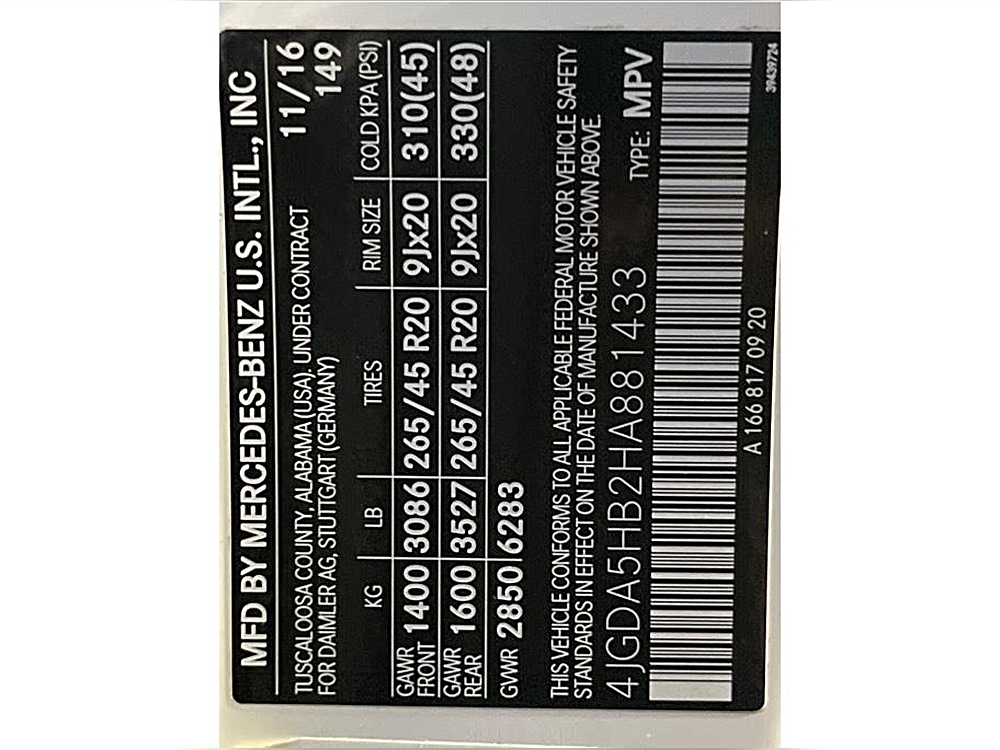 MFD BY MERCEDES-BENZ U.S. INTL., INC
TUSCALOOSA COUNTY, ALABAMA (USA), UNDER CONTRACT 11/16
FOR DAIMLER AG, STUTTGART (GERMANY) 149
KG LB TIRES RIM SIZE COLD KPA (PSI)
GAWR FRONT 1400 3086 265/45 R20 9Jx20 310(45)
GAWR REAR 1600 3527 265/45 R20 9Jx20 330(48)
GWR 2850 6283
THIS VEHICLE CONFORMS TO ALL APPLICABLE FEDERAL MOTOR VEHICLE SAFETY
STANDARDS IN EFFECT ON THE DATE OF MANUFACTURE SHOWN ABOVE.
4JGDA5HB2HA881433 TYPE: MPV
A 166 817 09 20
39439724